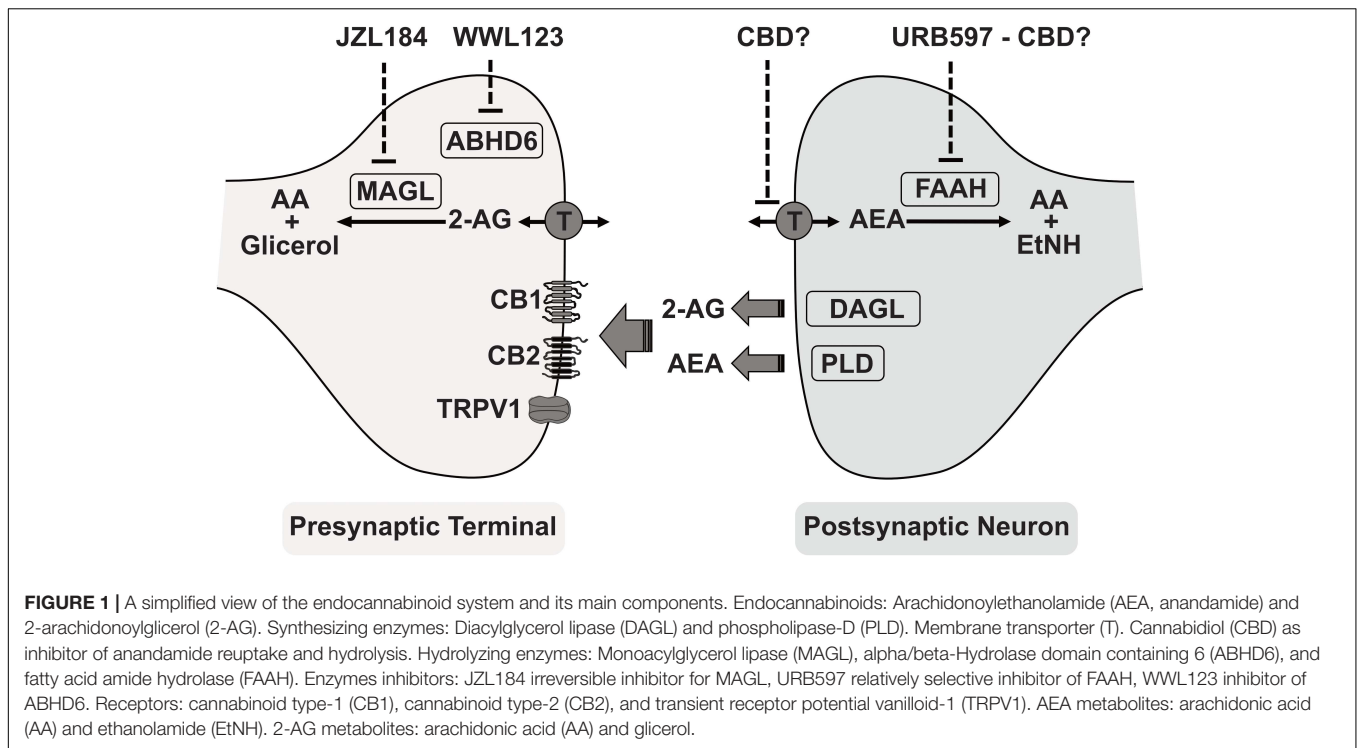 JZL184 WWL123 CBD? URB597 - CBD?
ABHD6
MAGL FAAH
AA AA
+ 2-AG T T AEA +
Glicerol EtNH
CB1 2-AG DAGL
CB2 AEA PLD
TRPV1
Presynaptic Terminal Postsynaptic Neuron
FIGURE 1 | A simplified view of the endocannabinoid system and its main components. Endocannabinoids: Arachidonoylethanolamide (AEA, anandamide) and
2-arachidonoylglicerol (2-AG). Synthesizing enzymes: Diacylglycerol lipase (DAGL) and phospholipase-D (PLD). Membrane transporter (T). Cannabidiol (CBD) as
inhibitor of anandamide reuptake and hydrolysis. Hydrolyzing enzymes: Monoacylglycerol lipase (MAGL), alpha/beta-Hydrolase domain containing 6 (ABHD6), and
fatty acid amide hydrolase (FAAH). Enzymes inhibitors: JZL184 irreversible inhibitor for MAGL, URB597 relatively selective inhibitor of FAAH, WWL123 inhibitor of
ABHD6. Receptors: cannabinoid type-1 (CB1), cannabinoid type-2 (CB2), and transient receptor potential vanilloid-1 (TRPV1). AEA metabolites: arachidonic acid
(AA) and ethanolamide (EtNH). 2-AG metabolites: arachidonic acid (AA) and glicerol.